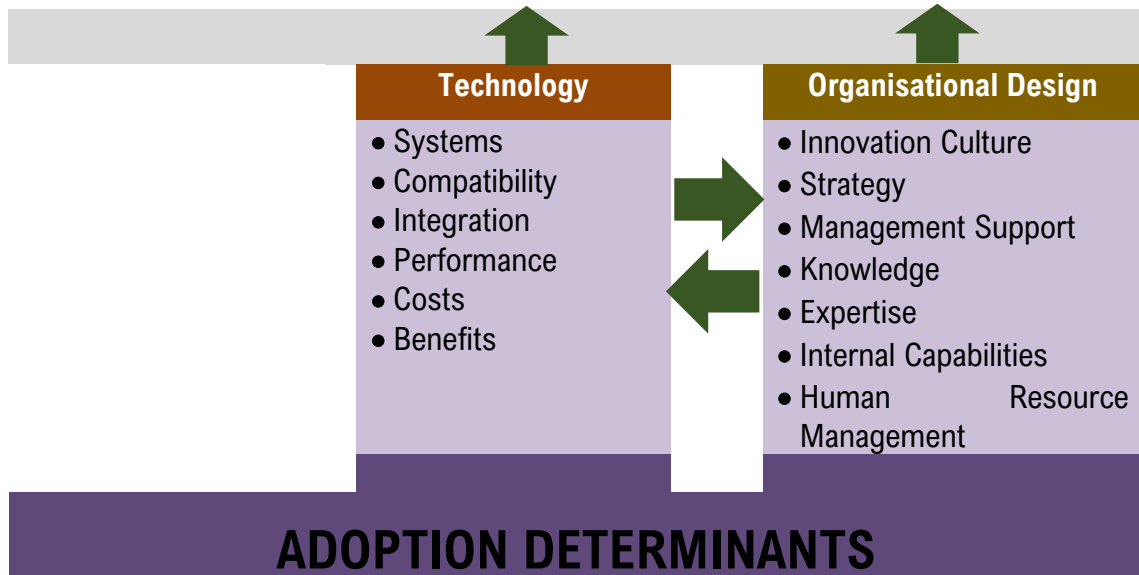 Technology
• Systems
• Compatibility
• Integration
• Performance
• Costs
• Benefits
Organisational Design
• Innovation Culture
• Strategy
• Management Support
• Knowledge
• Expertise
• Internal Capabilities
• Human Resource
Management
ADOPTION DETERMINANTS